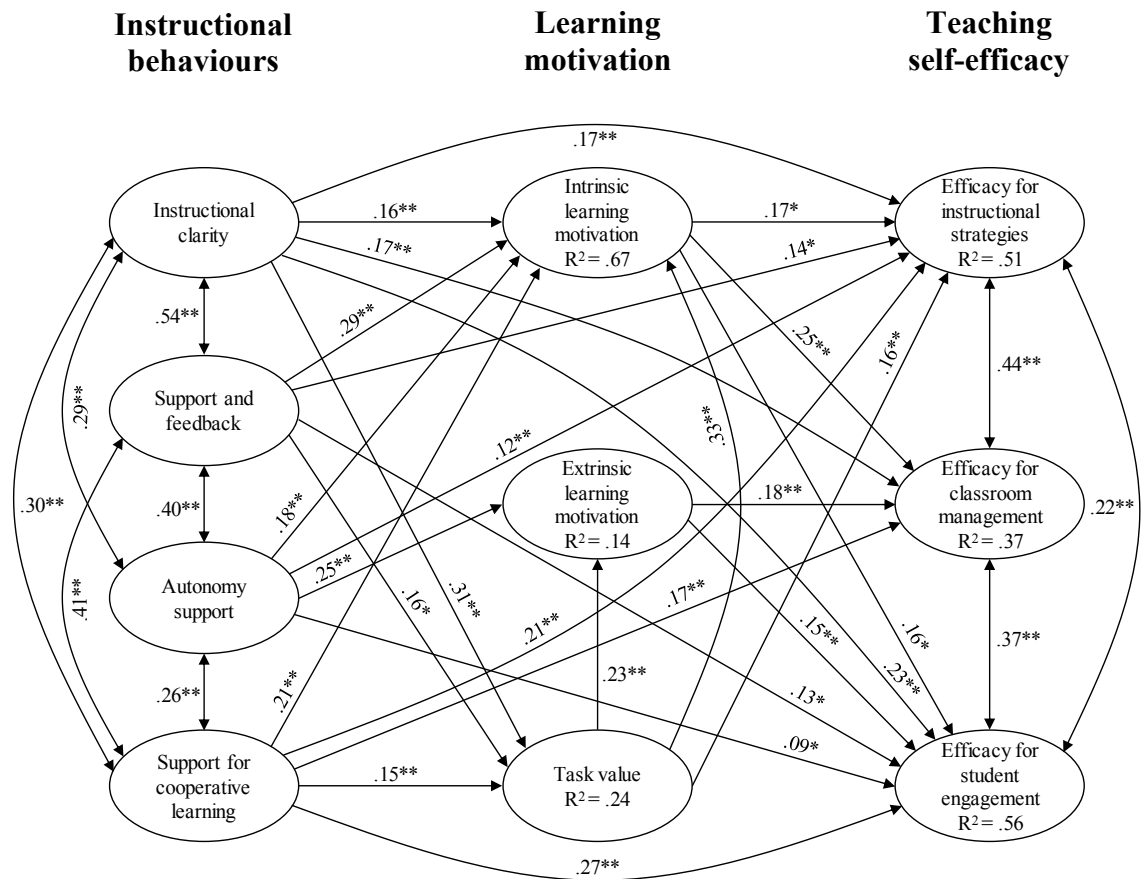 Instructional
behaviours
Learning
motivation
Teaching
self-efficacy
.17**
Instructional
clarity
.16**
Intrinsic
learning
motivation
R² = .67
.17*
Efficacy for
instructional
strategies
R² = .51
.17**
.14*
.54**
.29**
.25**
.16**
.44**
Support and
feedback
.29**
.33**
.12**
.30**
.40**
.18**
Extrinsic
learning
motivation
R² = .14
.18**
Efficacy for
classroom
management
R² = .37
.22**
.41**
Autonomy
support
.25**
.16*
.31**
.21**
.17**
.15**
.16*
.37**
.26**
.21**
.23**
.13*
.23**
.09*
Support for
cooperative
learning
.15**
Task value
R² = .24
Efficacy for
student
engagement
R² = .56
.27**